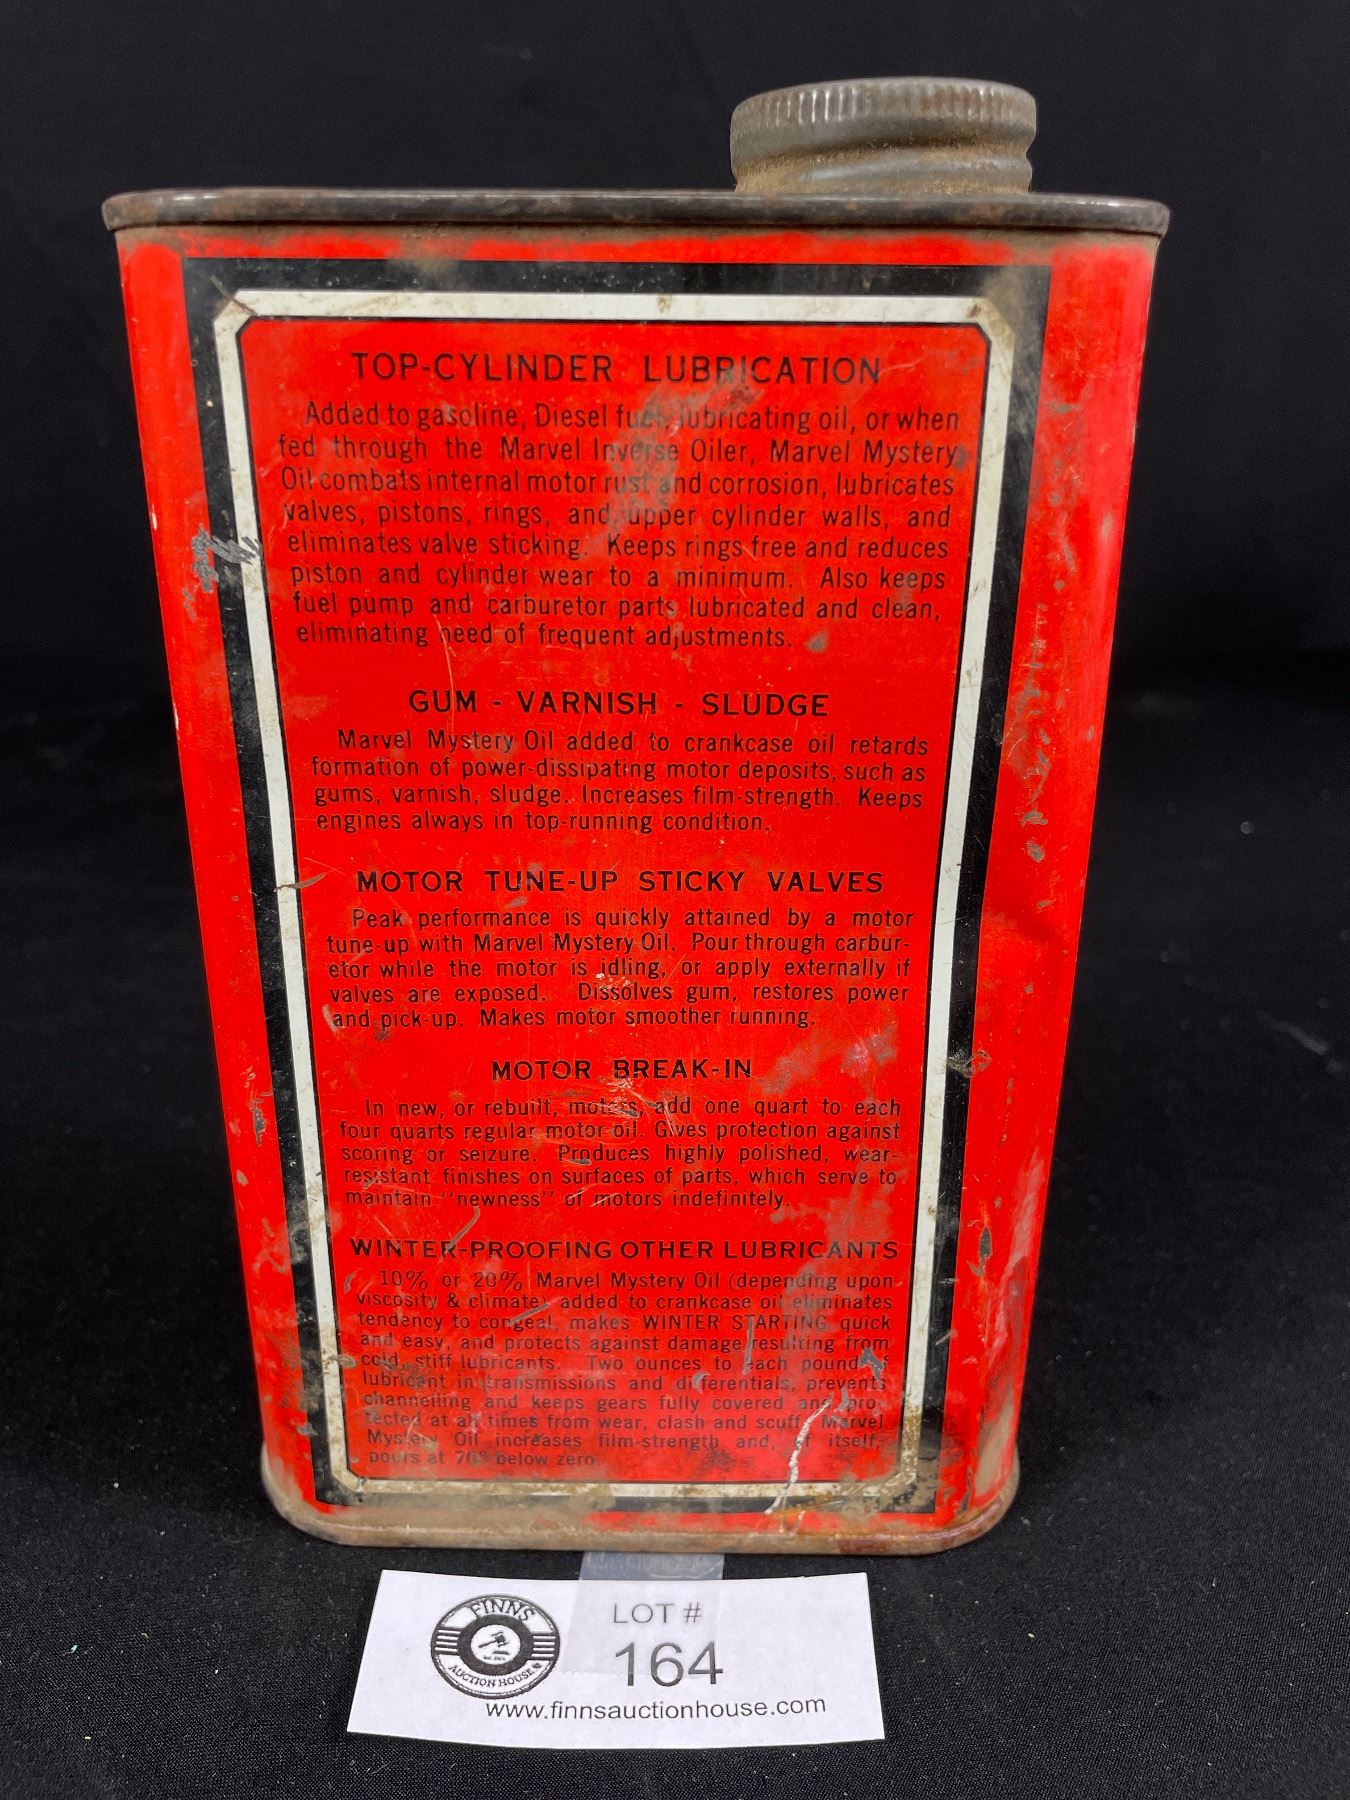 TOP-CYLINDER LUBRICATION
Added to gasoline, Diesel fuel, lubricating oil, or when
fed through the Marvel Inverse Oiler, Marvel Mystery
Oil combats internal motor rust and corrosion, lubricates
valves, pistons, rings, and upper cylinder walls, and
eliminates valve sticking. Keeps rings free and reduces
piston and cylinder wear to a minimum. Also keeps
fuel pump and carburetor parts lubricated and clean,
eliminating need of frequent adjustments.
GUM - VARNISH - SLUDGE
Marvel Mystery Oil added to crankcase oil retards
formation of power-dissipating motor deposits, such as
gums, varnish, sludge. Increases film-strength. Keeps
engines always in top-running condition.
MOTOR TUNE-UP STICKY VALVES
Peak performance is quickly attained by a motor
tune-up with Marvel Mystery Oil. Pour through carbur-
etor while the motor is idling, or apply externally if
valves are exposed. Dissolves gum, restores power
and pick-up. Makes motor smoother running.
MOTOR BREAK-IN
In new, or rebuilt, motors, add one quart to each
four quarts regular motor oil. Gives protection against
scoring or seizure. Produces highly polished, wear-
resistant finishes on surfaces of parts, which serve to
maintain "newness" of motors indefinitely.
WINTER-PROOFING OTHER LUBRICANTS
10% or 20% Marvel Mystery Oil (depending upon
viscosity & climate) added to crankcase oil eliminates
tendency to congeal, makes WINTER STARTING quick
and easy, and protects against damage resulting from
cold, stiff lubricants. Two ounces to each pound of
lubricant in transmissions and differentials, prevents
channelling and keeps gears fully covered and pro-
tected at all times from wear, clash and scuff. Marvel
Mystery Oil increases film-strength and, of itself,
pours at 70° below zero.
FINNS
AUCTION HOUSE
LOT #
164
www.finnsauctionhouse.com